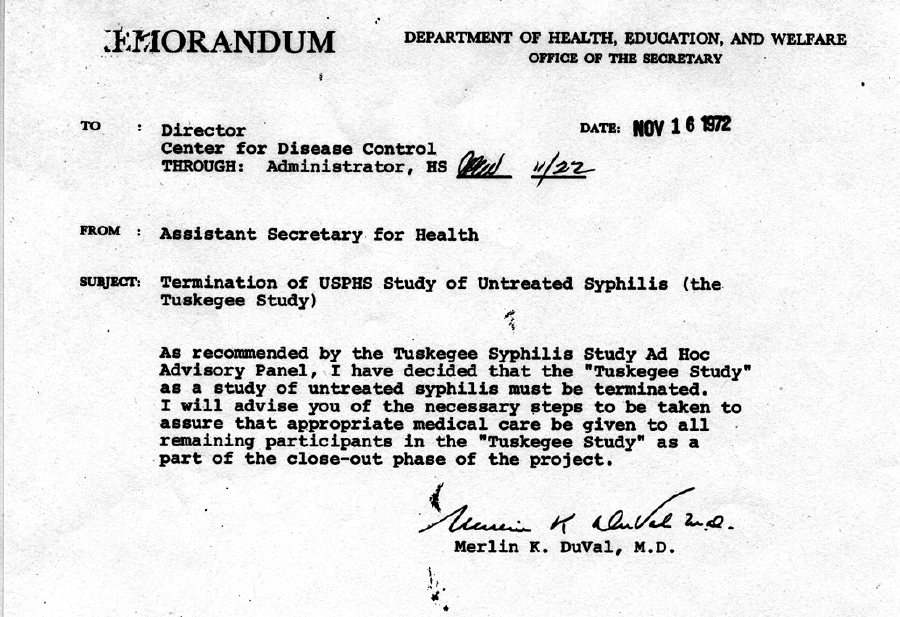 MEMORANDUM
DEPARTMENT OF HEALTH, EDUCATION, AND WELFARE
OFFICE OF THE SECRETARY
TO : Director
DATE: NOV 16 1972
Center for Disease Control
THROUGH: Administrator, HS 11/22
FROM : Assistant Secretary for Health
SUBJECT: Termination of USPHS Study of Untreated Syphilis (the
Tuskegee Study)
As recommended by the Tuskegee Syphilis Study Ad Hoc
Advisory Panel, I have decided that the "Tuskegee Study"
as a study of untreated syphilis must be terminated.
I will advise you of the necessary steps to be taken to
assure that appropriate medical care be given to all
remaining participants in the "Tuskegee Study" as a
part of the close-out phase of the project.
Merlin K DuVal M.D.
Merlin K. DuVal, M.D.